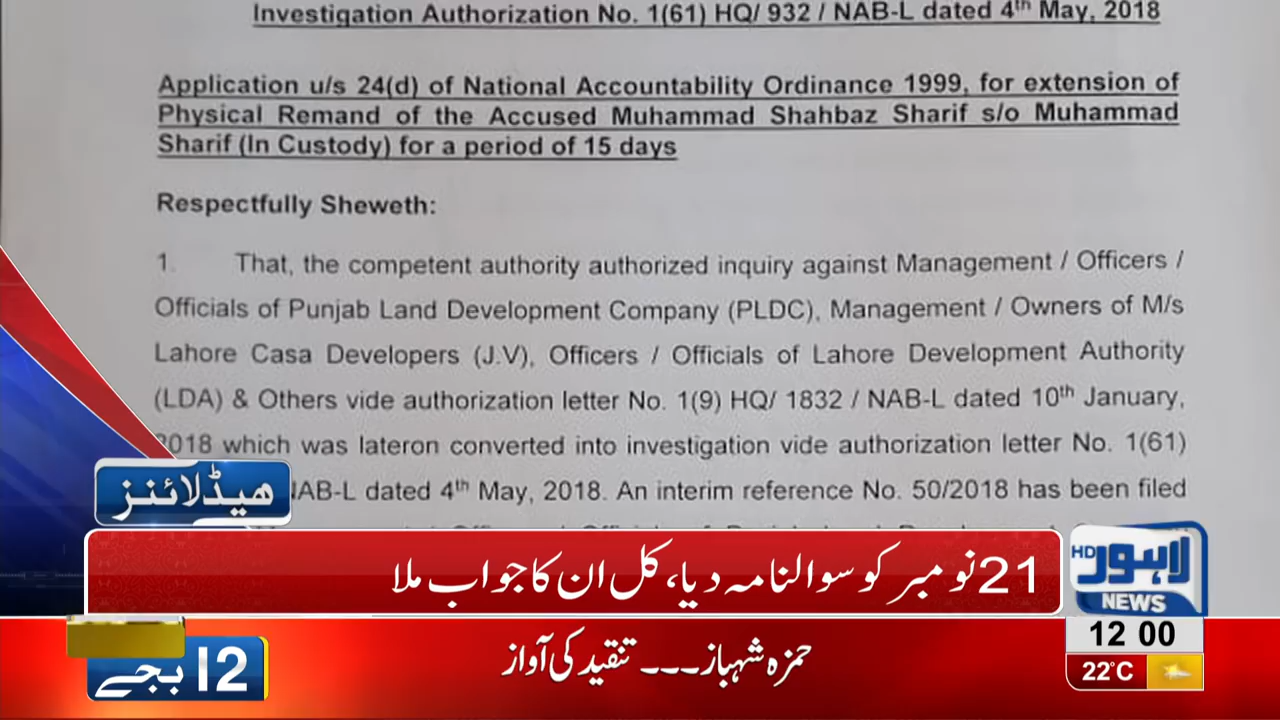 Investigation Authorization No. 1(61) HQ/ 932 / NAB-L dated 4th May, 2018
Application u/s 24(d) of National Accountability Ordinance 1999, for extension of
Physical Remand of the Accused Muhammad Shahbaz Sharif s/o Muhammad
Sharif (In Custody) for a period of 15 days
Respectfully Sheweth:
1. That, the competent authority authorized inquiry against Management / Officers /
Officials of Punjab Land Development Company (PLDC), Management / Owners of M/s
Lahore Casa Developers (J.V), Officers / Officials of Lahore Development Authority
(LDA) & Others vide authorization letter No. 1(9) HQ/ 1832 / NAB-L dated 10th January,
2018 which was lateron converted into investigation vide authorization letter No. 1(61)
NAB-L dated 4th May, 2018. An interim reference No. 50/2018 has been filed
ھیڈلائنز
21 نومبر کو سوالنامہ دیا، کل ان کا جواب ملا
HD لاہور
NEWS
12 00
22°C
حمزہ شہباز ۔۔۔ تنقید کی آواز
12 بجے